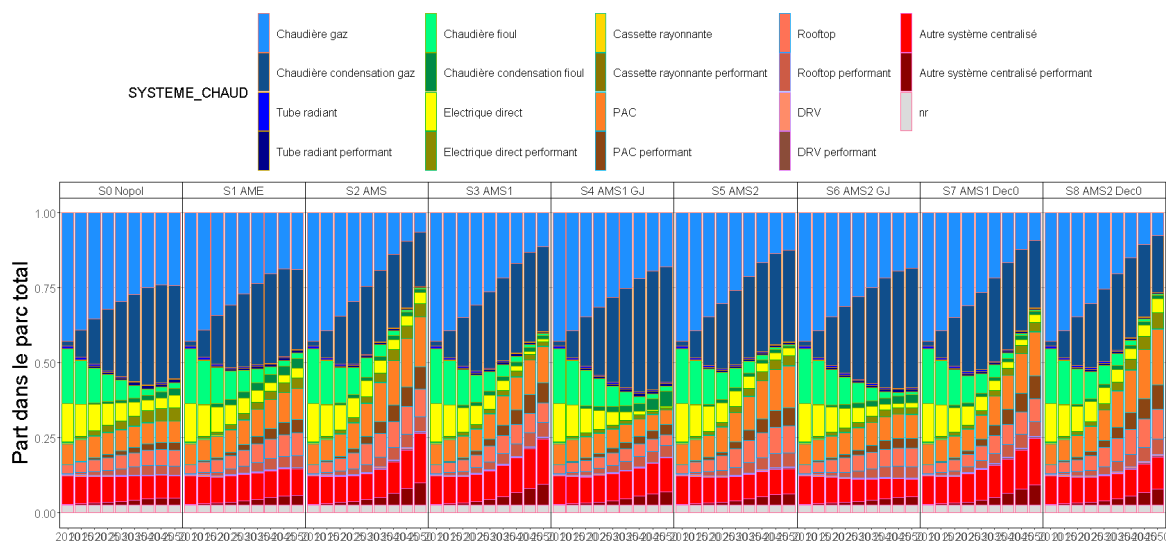 SYSTEME_CHAUD
Chaudière gaz
Chaudière condensation gaz
Tube radiant
Tube radiant performant
Chaudière fioul
Chaudière condensation fioul
Electrique direct
Electrique direct performant
Cassette rayonnante
Cassette rayonnante performant
PAC
PAC performant
Rooftop
Rooftop performant
DRV
DRV performant
Autre système centralisé
Autre système centralisé performant
nr
S0 Nopol
S1 AME
S2 AMS
S3 AMS1
S4 AMS1 GJ
S5 AMS2
S6 AMS2 GJ
S7 AMS1 Dec0
S8 AMS2 Dec0
Part dans le parc total
1.00
0.75
0.50
0.25
0.00